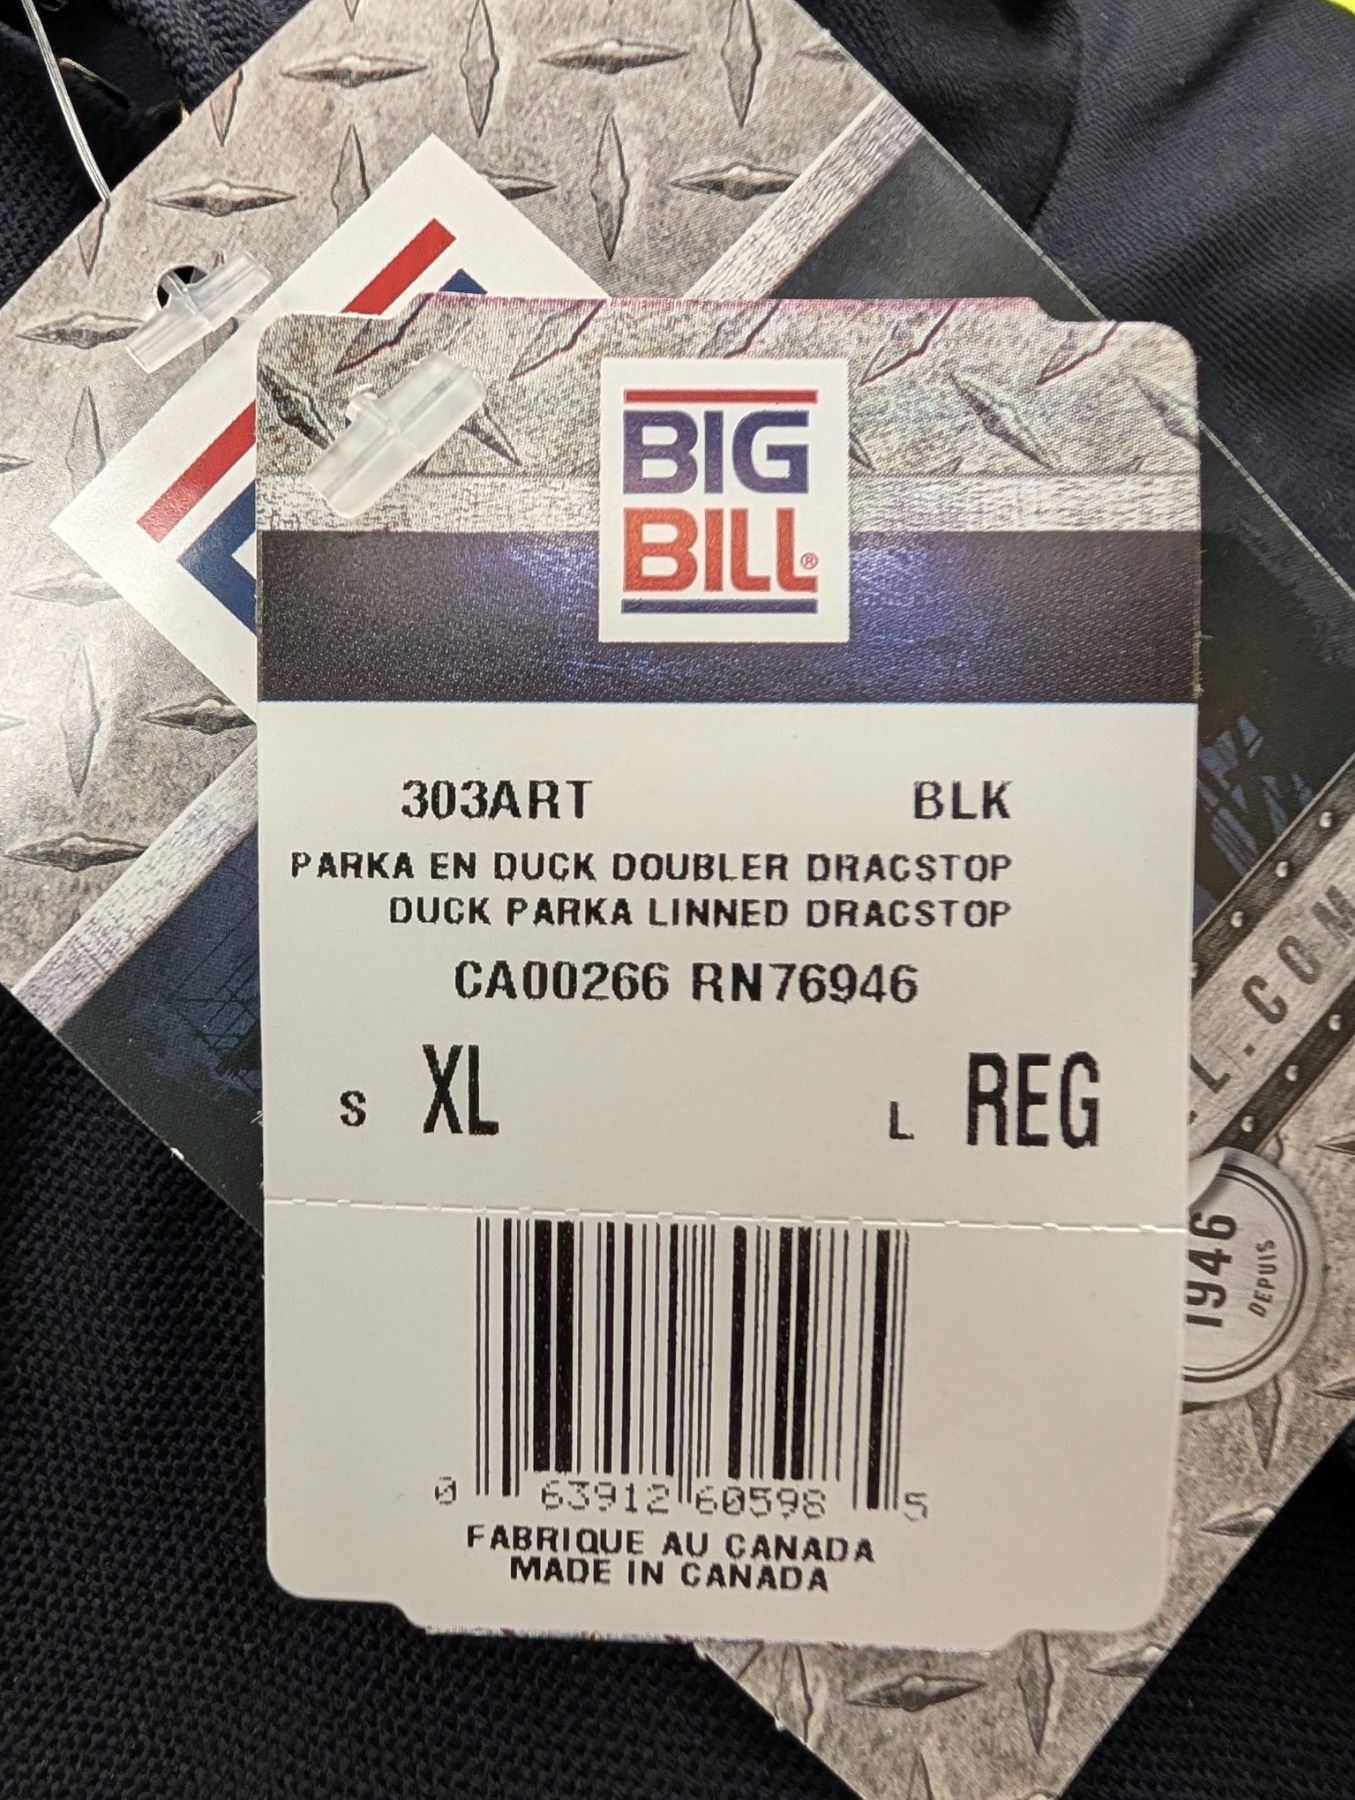 BIG
BILL®
303ART BLK
PARKA EN DUCK DOUBLER DRACSTOP
DUCK PARKA LINNED DRACSTOP
CA00266 RN76946
S XL L REG
0 63912 60598 5
FABRIQUE AU CANADA
MADE IN CANADA
.COM
1946
DEPUIS